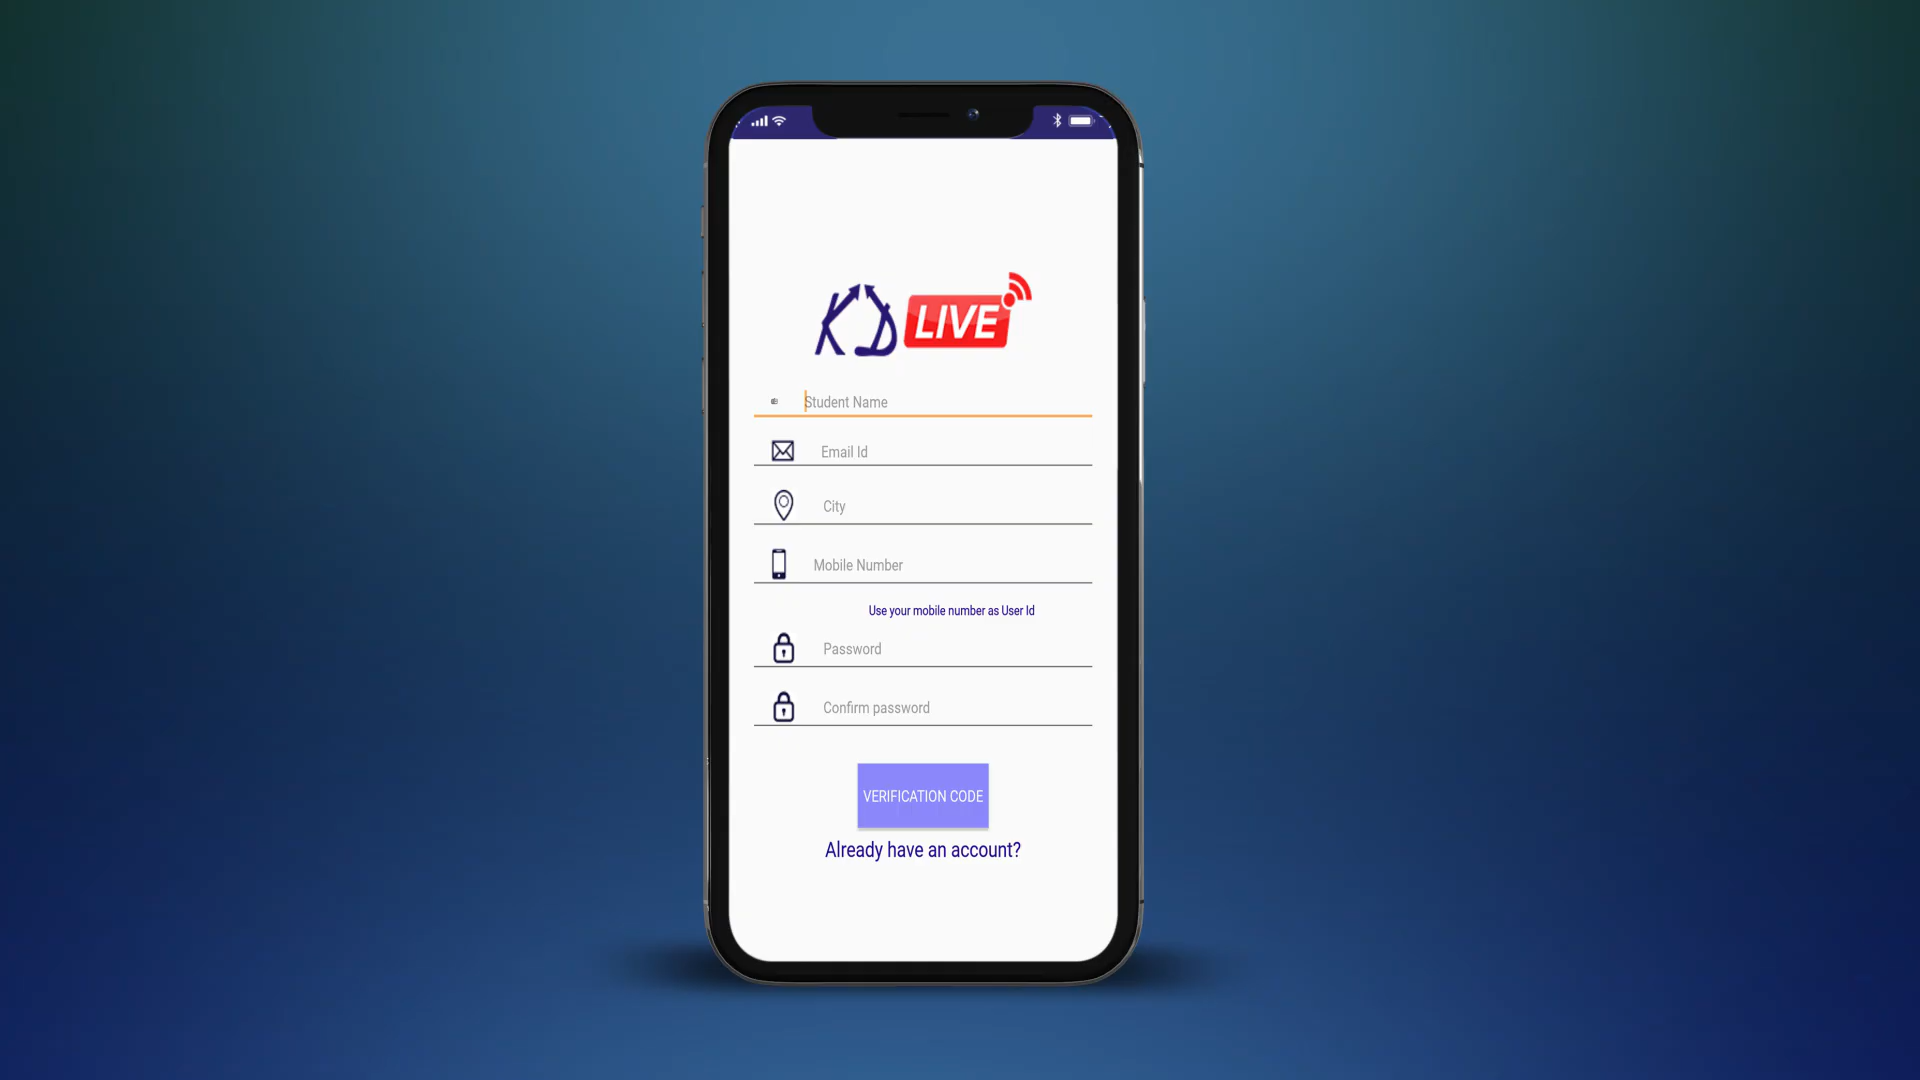 KD LIVE
Student Name
Email Id
City
Mobile Number
Use your mobile number as User Id
Password
Confirm password
VERIFICATION CODE
Already have an account?